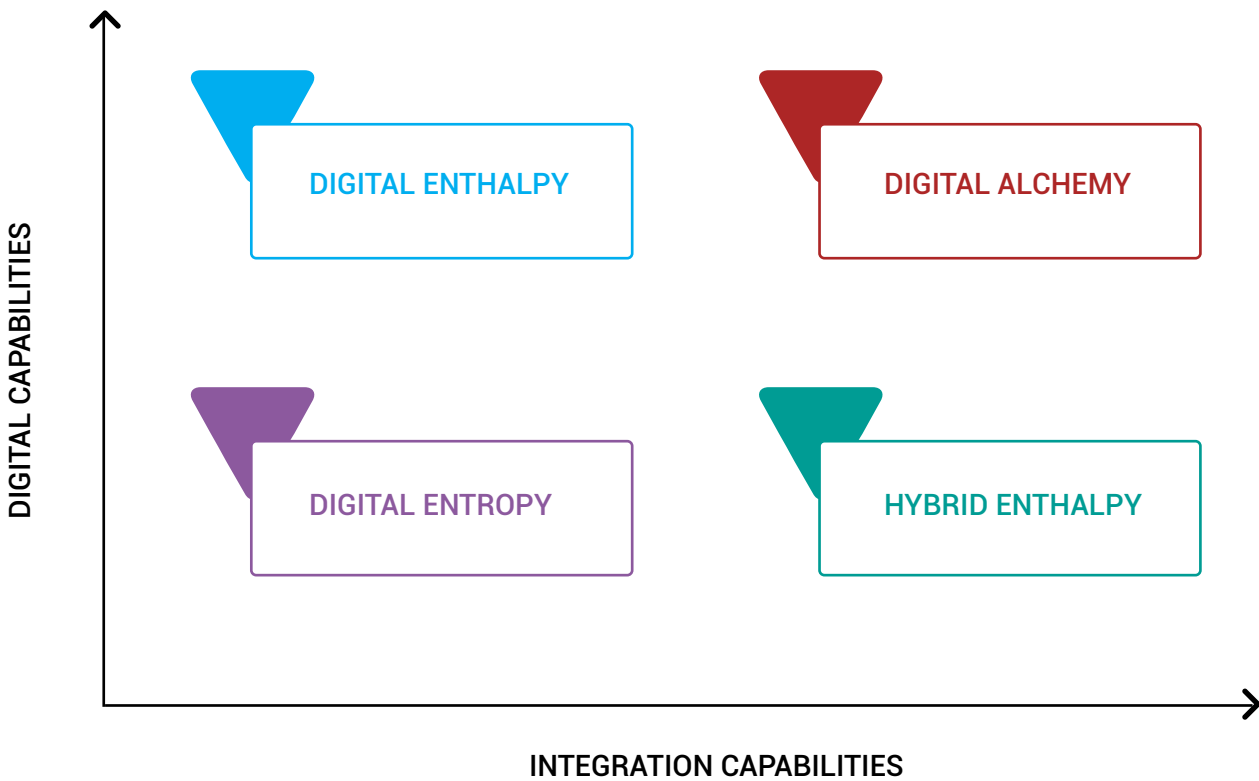 DIGITAL CAPABILITIES
DIGITAL ENTHALPY
DIGITAL ALCHEMY
DIGITAL ENTROPY
HYBRID ENTHALPY
INTEGRATION CAPABILITIES